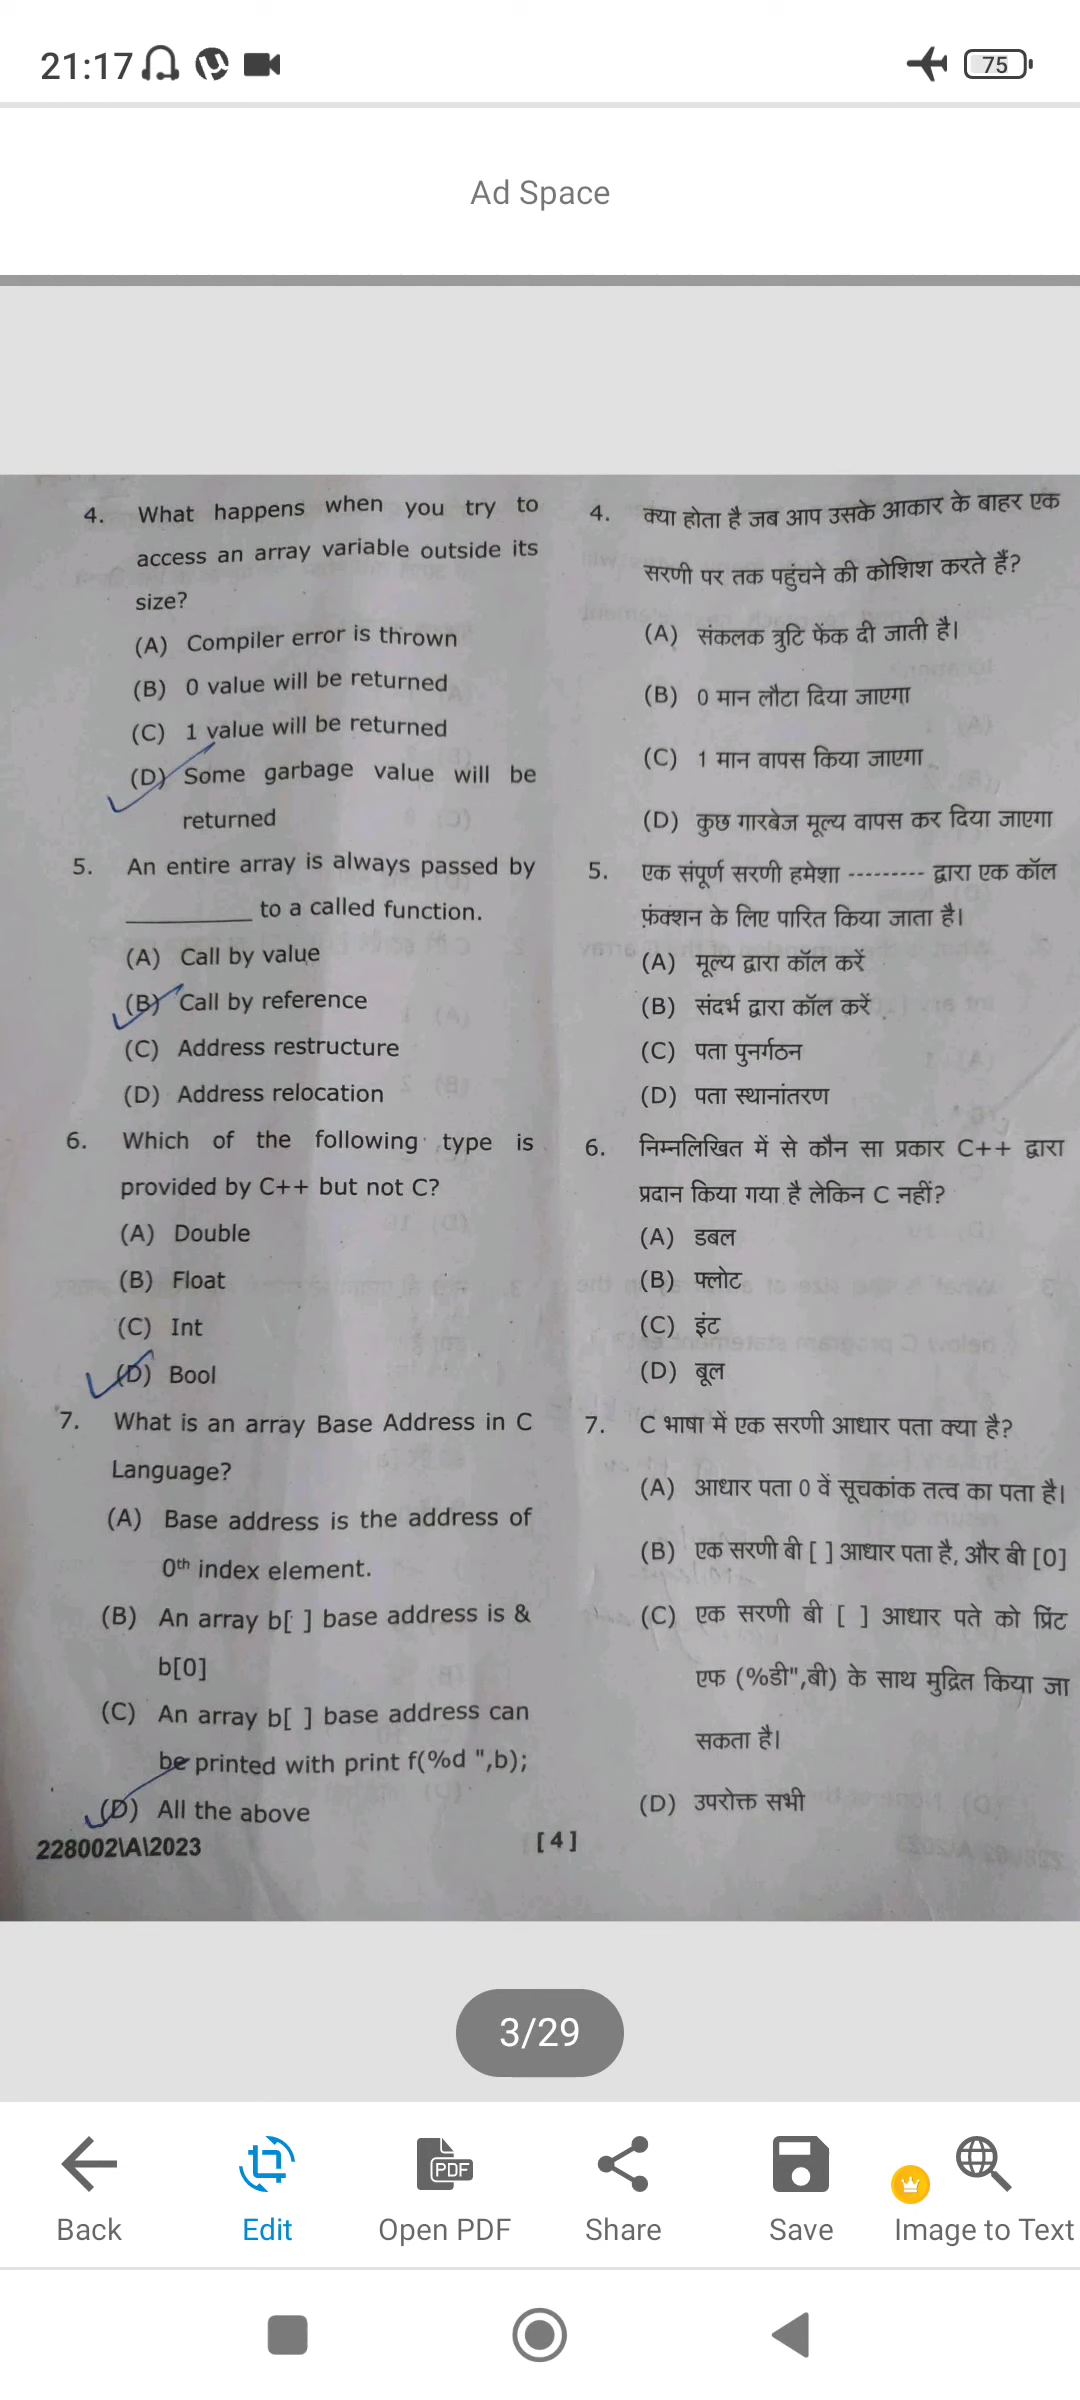 21:17
75
Ad Space
4. What happens when you try to
access an array variable outside its
size?
(A) Compiler error is thrown
(B) 0 value will be returned
(C) 1 value will be returned
(D) Some garbage value will be
returned
5. An entire array is always passed by
__________ to a called function.
(A) Call by value
(B) Call by reference
(C) Address restructure
(D) Address relocation
6. Which of the following type is
provided by C++ but not C?
(A) Double
(B) Float
(C) Int
(D) Bool
7. What is an array Base Address in C
Language?
(A) Base address is the address of
0th index element.
(B) An array b[ ] base address is &
b[0]
(C) An array b[ ] base address can
be printed with print f(%d ",b);
(D) All the above
4. क्या होता है जब आप उसके आकार के बाहर एक
सरणी पर तक पहुंचने की कोशिश करते हैं?
(A) संकलक त्रुटि फेंक दी जाती है।
(B) 0 मान लौटा दिया जाएगा
(C) 1 मान वापस किया जाएगा
(D) कुछ गारबेज मूल्य वापस कर दिया जाएगा
5. एक संपूर्ण सरणी हमेशा --------- द्वारा एक कॉल
फ़ंक्शन के लिए पारित किया जाता है।
(A) मूल्य द्वारा कॉल करें
(B) संदर्भ द्वारा कॉल करें
(C) पता पुनर्गठन
(D) पता स्थानांतरण
6. निम्नलिखित में से कौन सा प्रकार C++ द्वारा
प्रदान किया गया है लेकिन C नहीं?
(A) डबल
(B) फ्लोट
(C) इंट
(D) बूल
7. C भाषा में एक सरणी आधार पता क्या है?
(A) आधार पता 0 वें सूचकांक तत्व का पता है।
(B) एक सरणी बी [ ] आधार पता है, और बी [0]
(C) एक सरणी बी [ ] आधार पते को प्रिंट
एफ (%डी",बी) के साथ मुद्रित किया जा
सकता है।
(D) उपरोक्त सभी
228002\A\2023
[ 4 ]
3/29
PDF
Back
Edit
Open PDF
Share
Save
Image to Text